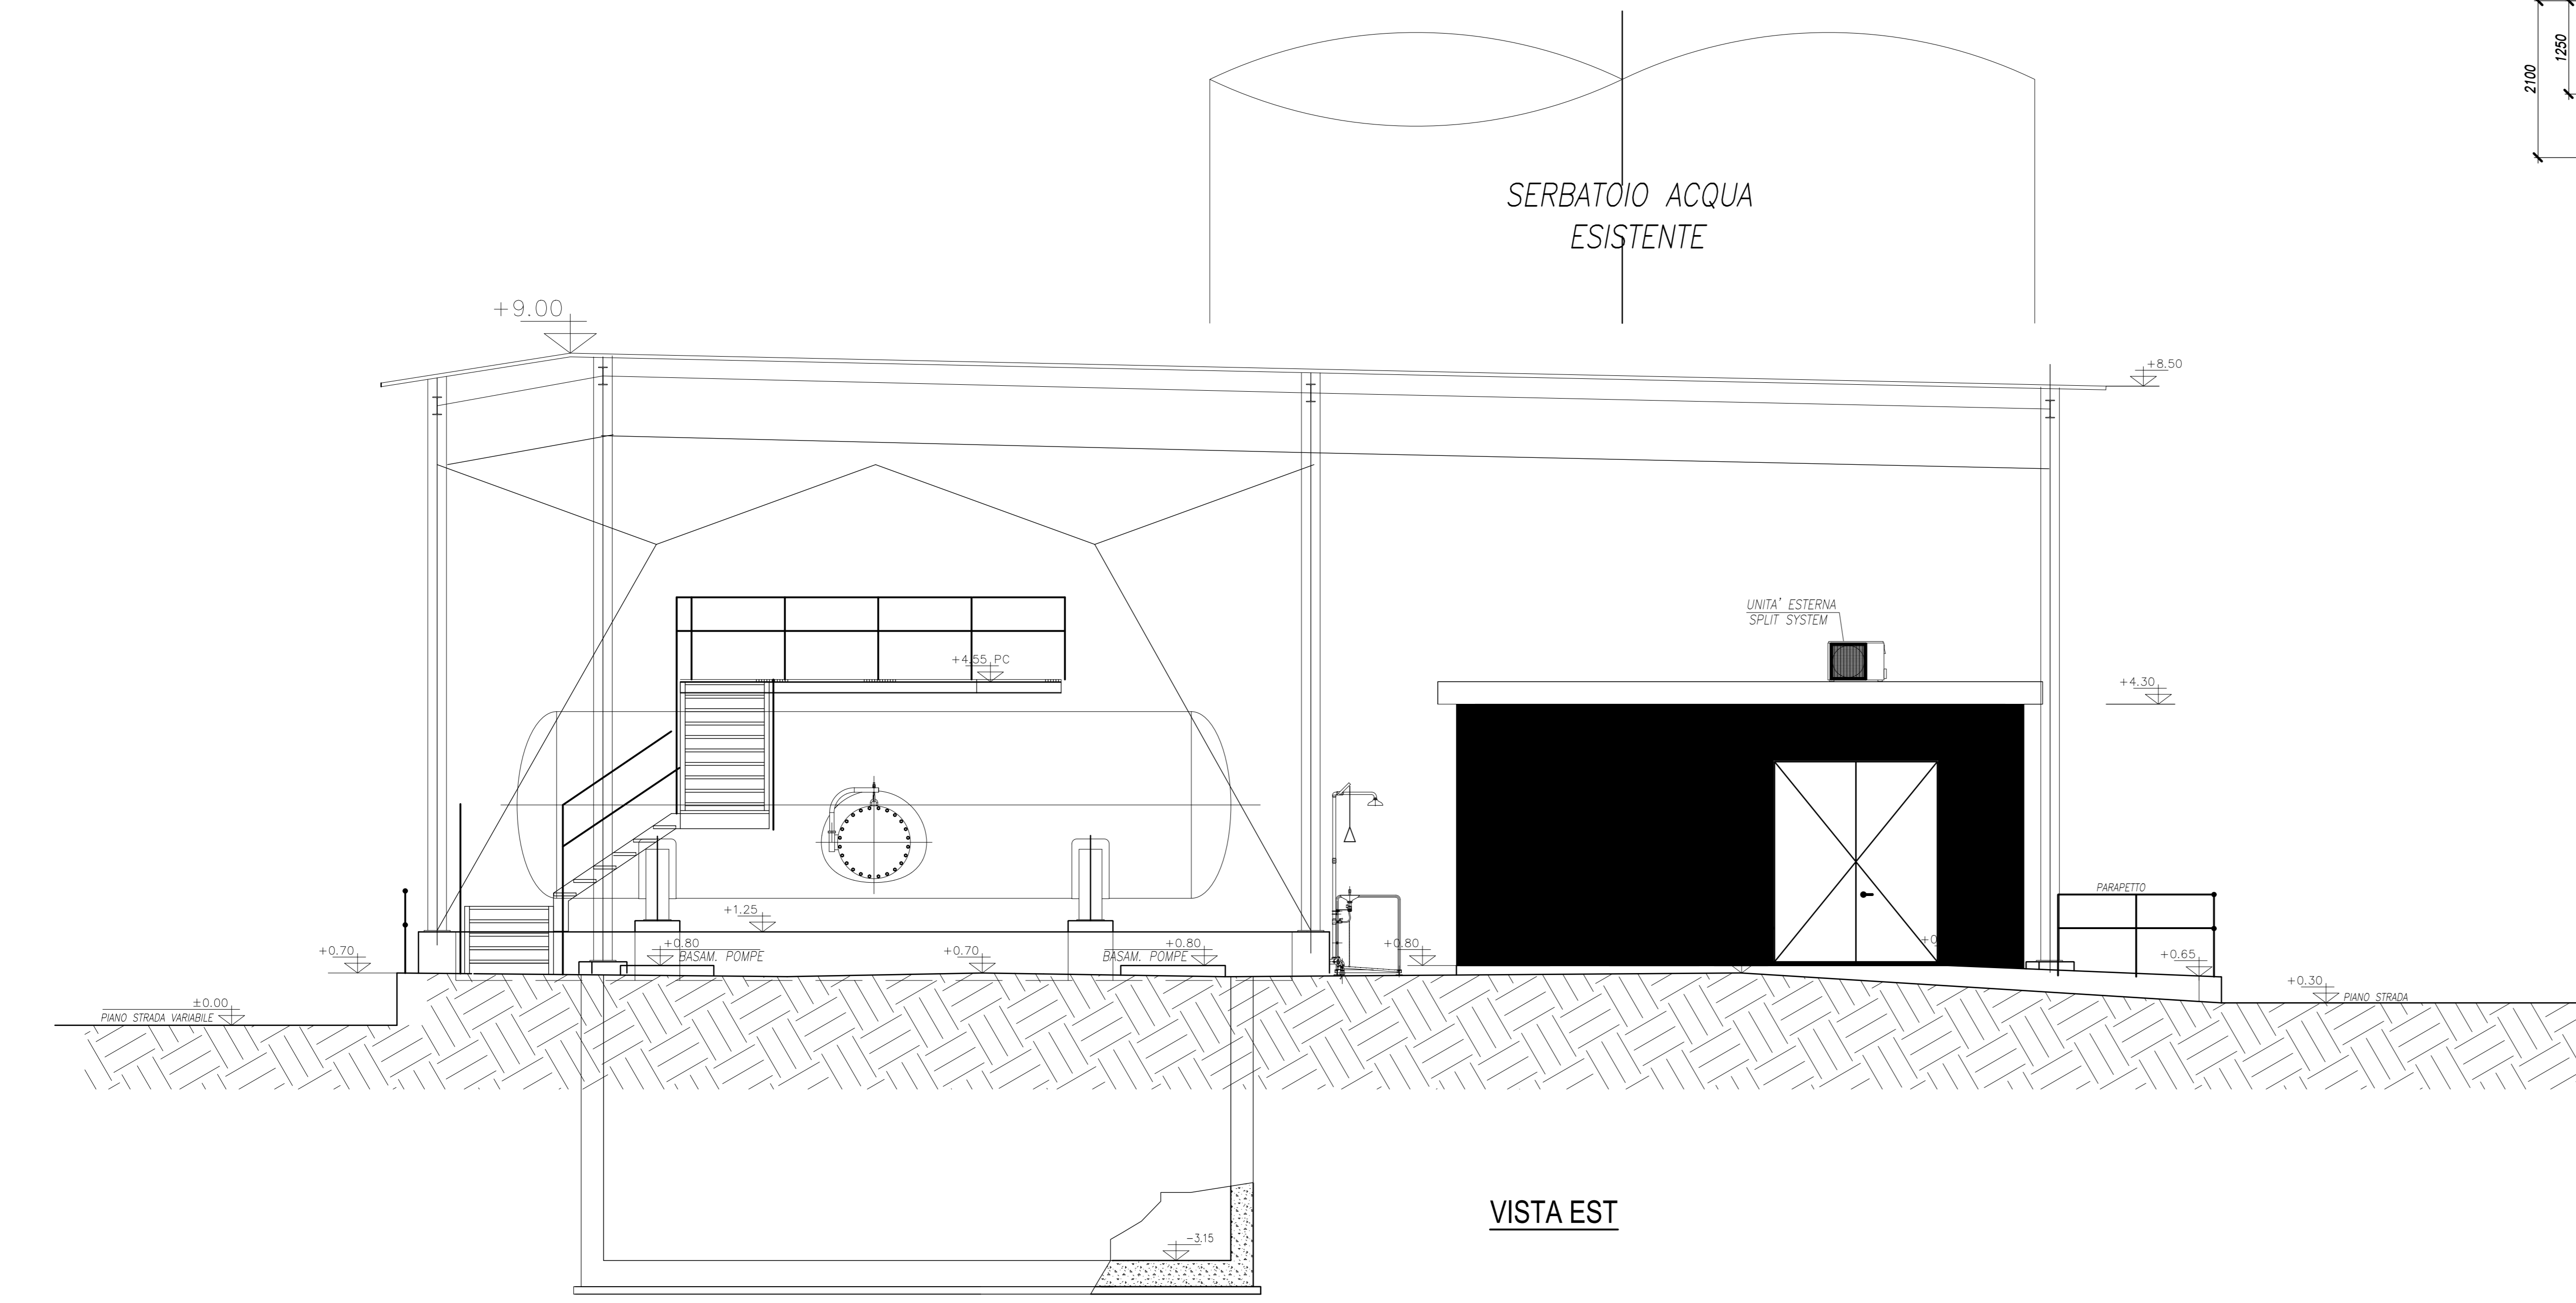 2100
1250
SERBATOIO ACQUA
ESISTENTE
+9.00
+8.50
UNITA' ESTERNA
SPLIT SYSTEM
+4.55 PC
+4.30
PARAPETTO
+1.25
+0.70
+0.80
BASAM. POMPE
+0.70
+0.80
BASAM. POMPE
+0.80
+0.65
±0.00
PIANO STRADA VARIABILE
+0.30
PIANO STRADA
VISTA EST
-3.15